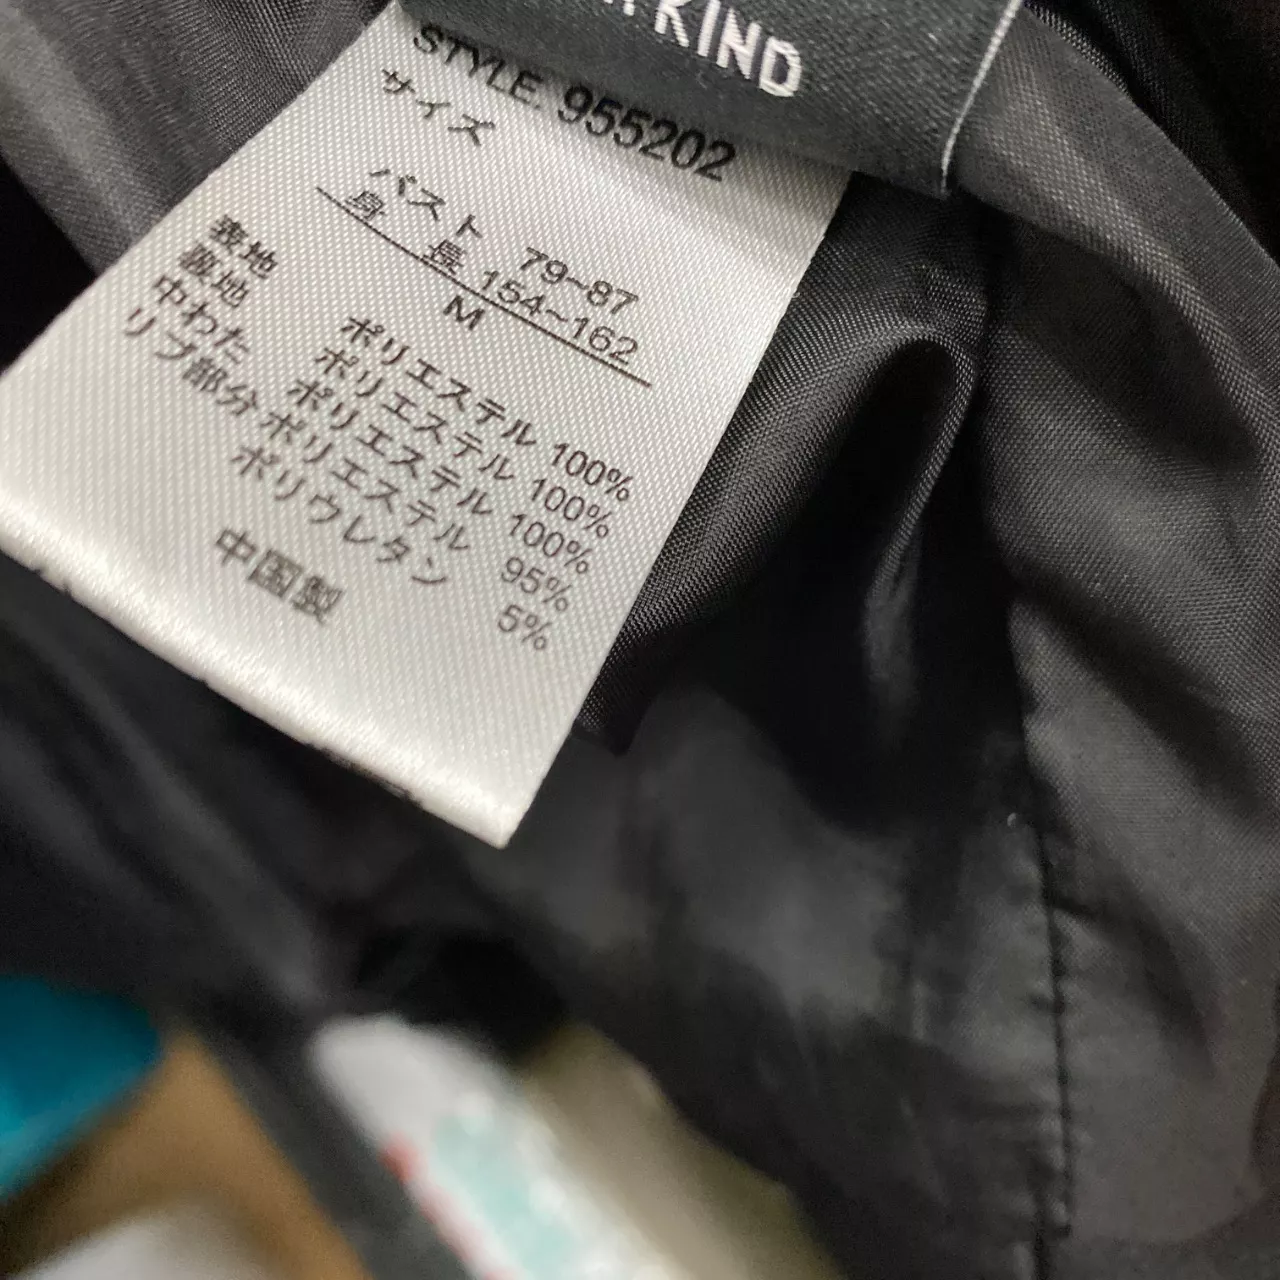 KIND
STYLE. 955202
サイズ
バスト 79~87
身長 154~162
M
表地 ポリエステル 100%
裏地 ポリエステル 100%
中わた ポリエステル 100%
リブ部分 ポリエステル 95%
ポリウレタン 5%
中国製